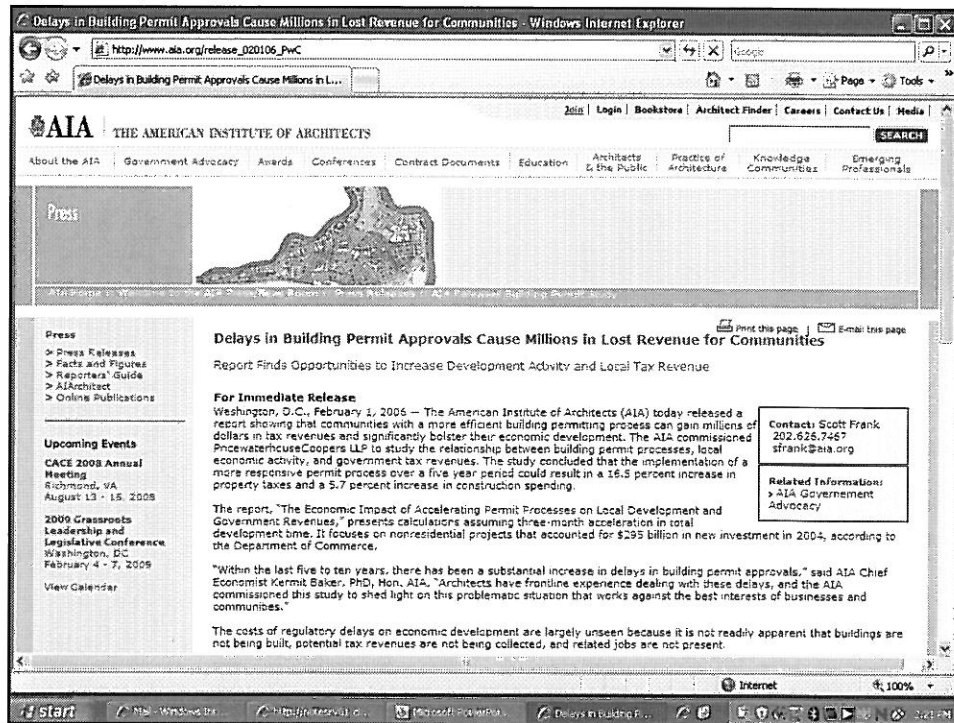 Delays in Building Permit Approvals Cause Millions in Lost Revenue for Communities - Windows Internet Explorer
http://www.aia.org/release_020106_PwC
Google
Delays in Building Permit Approvals Cause Millions in L...
Page
Tools
Join | Login | Bookstore | Architect Finder | Careers | Contact Us | Media
AIA THE AMERICAN INSTITUTE OF ARCHITECTS
SEARCH
About the AIA
Government Advocacy
Awards
Conferences
Contract Documents
Education
Architects & the Public
Practice of Architecture
Knowledge Communities
Emerging Professionals
Press
Print this page | E-mail this page
Press
> Press Releases
> Facts and Figures
> Reporters' Guide
> AIArchitect
> Online Publications
Upcoming Events
CACE 2008 Annual
Meeting
Richmond, VA
August 13 - 15, 2008
2009 Grassroots
Leadership and
Legislative Conference
Washington, DC
February 4 - 7, 2009
View Calendar
Delays in Building Permit Approvals Cause Millions in Lost Revenue for Communities
Report Finds Opportunities to Increase Development Activity and Local Tax Revenue
For Immediate Release
Washington, D.C., February 1, 2006 — The American Institute of Architects (AIA) today released a
report showing that communities with a more efficient building permitting process can gain millions of
dollars in tax revenues and significantly bolster their economic development. The AIA commissioned
PricewaterhouseCoopers LLP to study the relationship between building permit processes, local
economic activity, and government tax revenues. The study concluded that the implementation of a
more responsive permit process over a five year period could result in a 16.5 percent increase in
property taxes and a 5.7 percent increase in construction spending.
Contact: Scott Frank
202.626.7467
sfrank@aia.org
Related Information:
> AIA Governement
Advocacy
The report, "The Economic Impact of Accelerating Permit Processes on Local Development and
Government Revenues," presents calculations assuming three-month acceleration in total
development time. It focuses on nonresidential projects that accounted for $295 billion in new investment in 2004, according to
the Department of Commerce.
"Within the last five to ten years, there has been a substantial increase in delays in building permit approvals," said AIA Chief
Economist Kermit Baker, PhD, Hon. AIA. "Architects have frontline experience dealing with these delays, and the AIA
commissioned this study to shed light on this problematic situation that works against the best interests of businesses and
communities."
The costs of regulatory delays on economic development are largely unseen because it is not readily apparent that buildings are
not being built, potential tax revenues are not being collected, and related jobs are not present.
Internet
100%
start
Mail - Windows Int...
Microsoft PowerPoi...
Delays in Building P...
2:21 PM